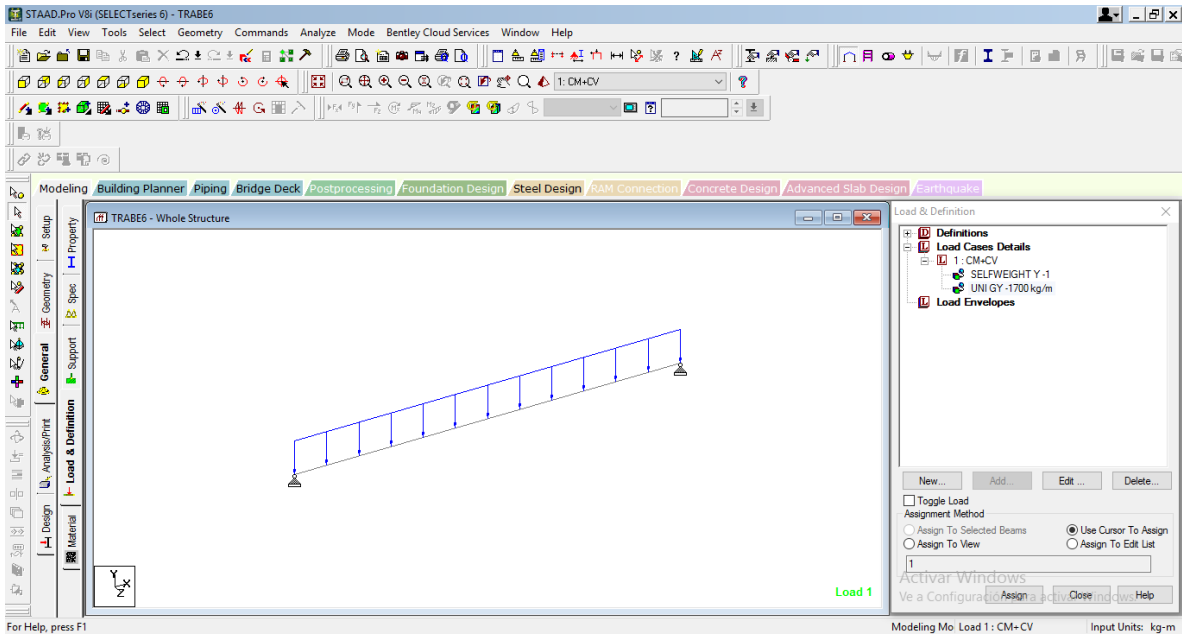 STAAD.Pro V8i (SELECTseries 6) - TRABE6
File Edit View Tools Select Geometry Commands Analyze Mode Bentley Cloud Services Window Help
1: CM+CV
Modeling Building Planner Piping Bridge Deck Postprocessing Foundation Design Steel Design RAM Connection Concrete Design Advanced Slab Design Earthquake
Setup
Geometry
General
Analysis/Print
Design
Property
Spec
Support
Load & Definition
Material
TRABE6 - Whole Structure
Y
X
Z
Load 1
Load & Definition
Definitions
Load Cases Details
1 : CM+CV
SELFWEIGHT Y -1
UNI GY -1700 kg/m
Load Envelopes
New... Add... Edit ... Delete...
Toggle Load
Assignment Method
Assign To Selected Beams Use Cursor To Assign
Assign To View Assign To Edit List
1
Activar Windows
Ve a Configuración para activar Windows.
Assign Close Help
For Help, press F1
Modeling Mo Load 1 : CM+CV Input Units: kg-m